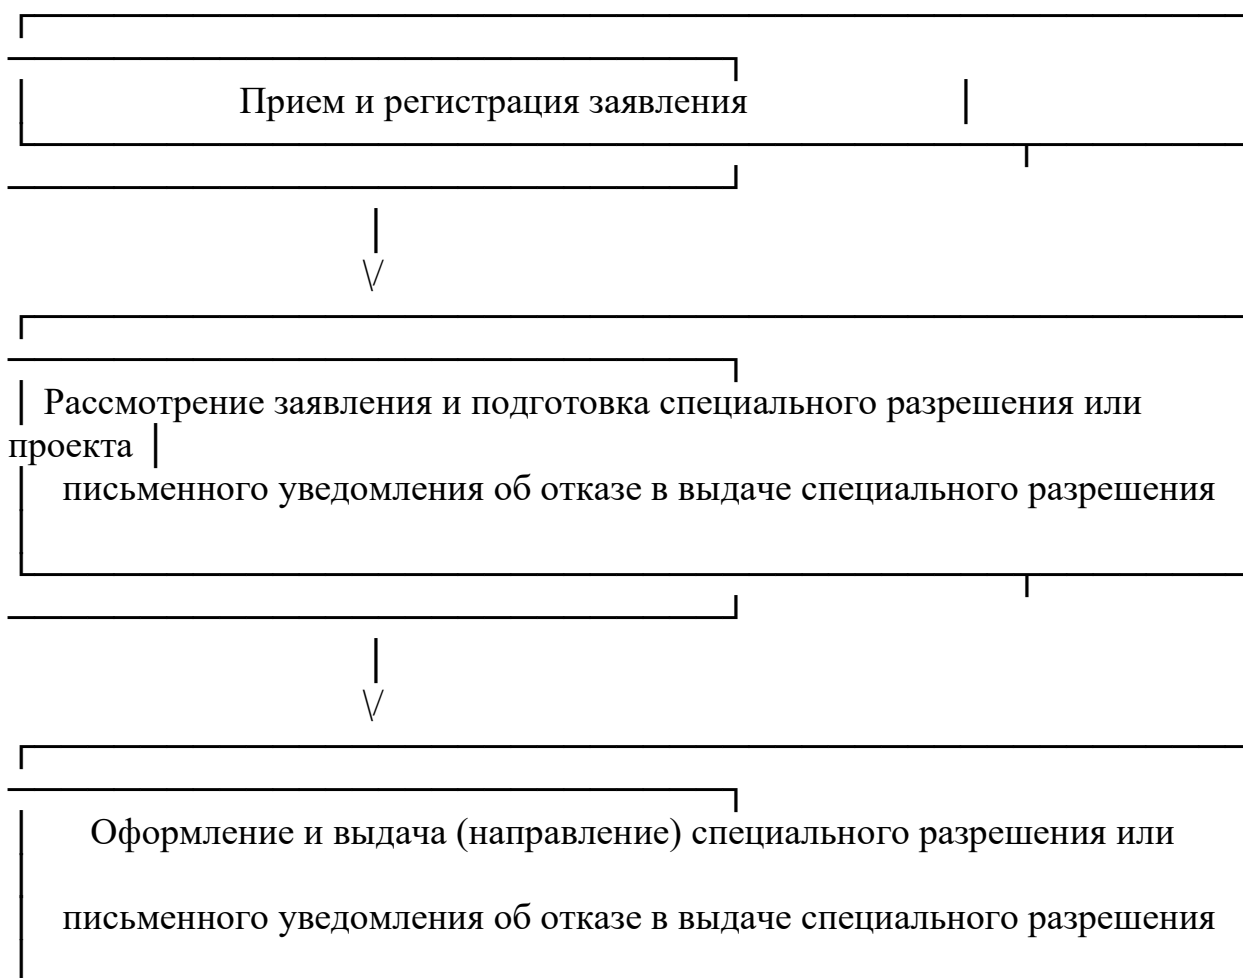 Прием и регистрация заявления
Рассмотрение заявления и подготовка специального разрешения или
проекта
письменного уведомления об отказе в выдаче специального разрешения
Оформление и выдача (направление) специального разрешения или
письменного уведомления об отказе в выдаче специального разрешения